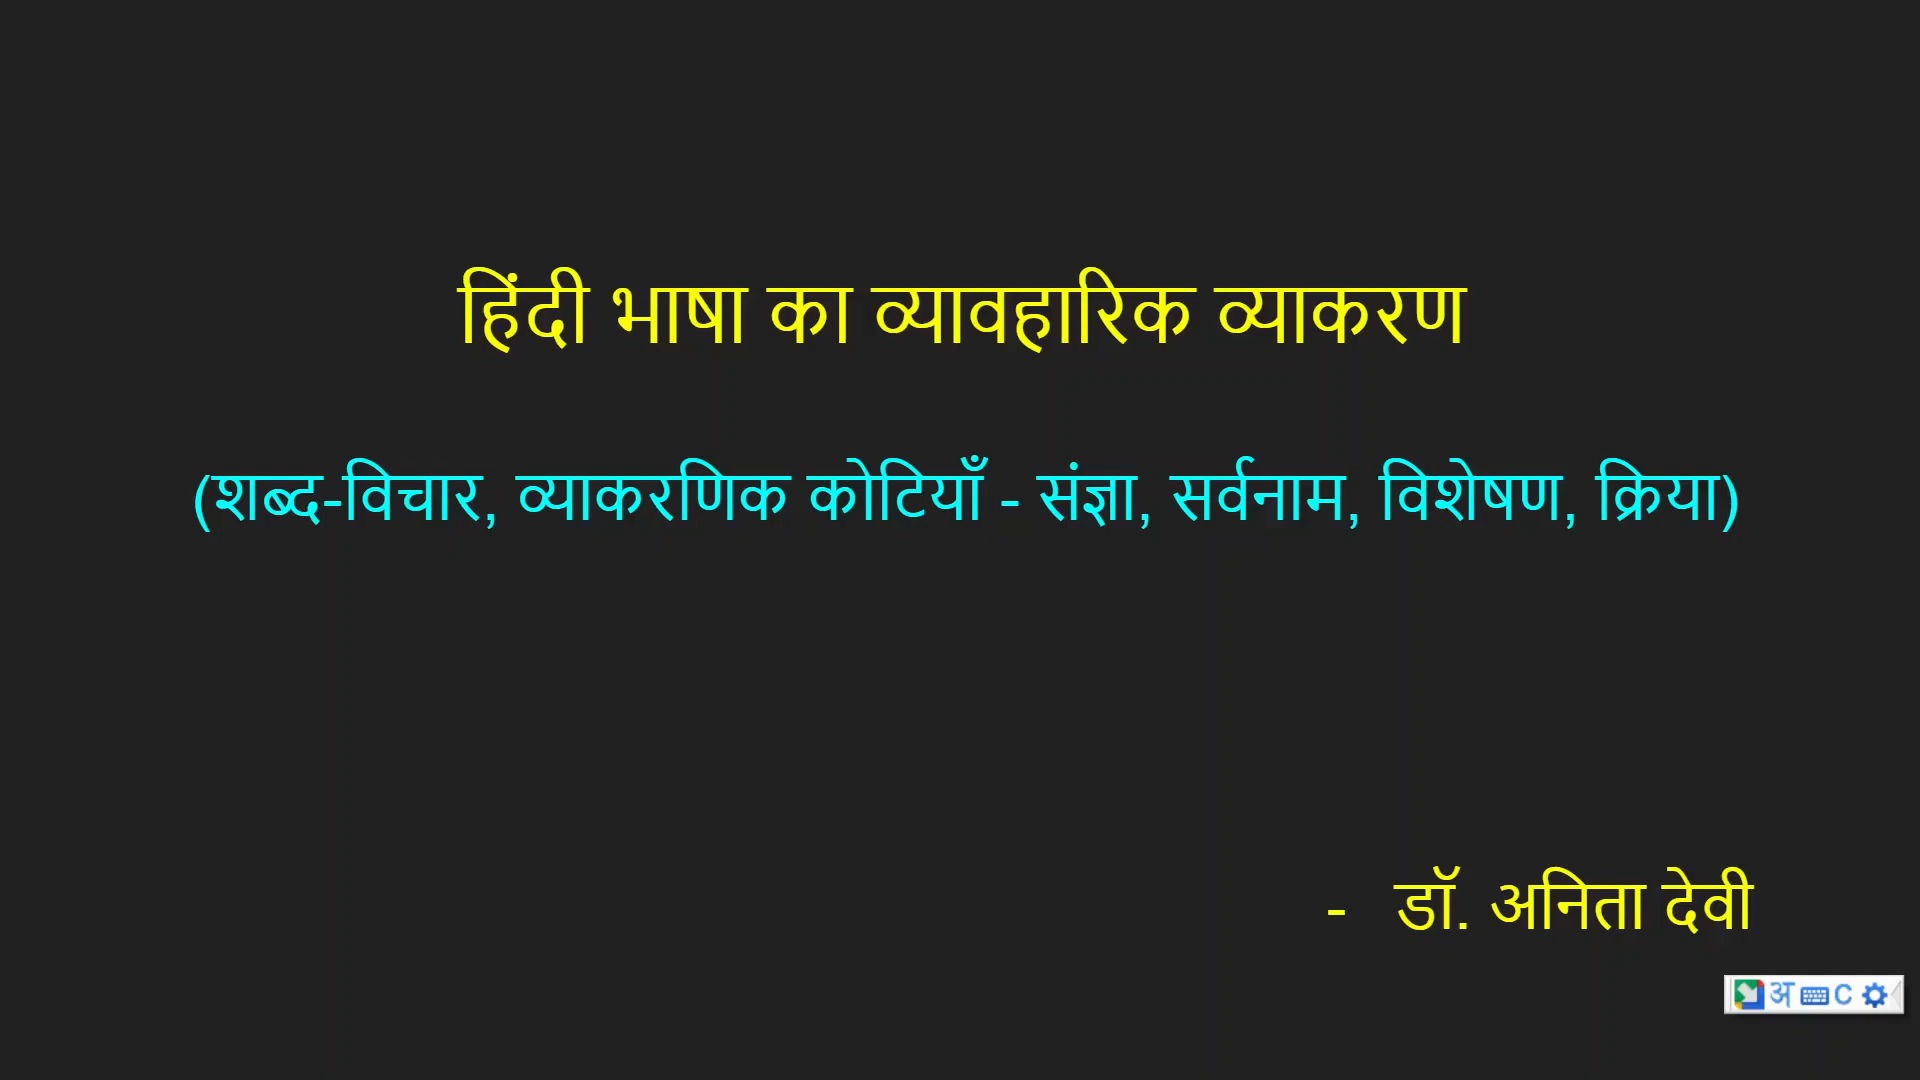 हिंदी भाषा का व्यावहारिक व्याकरण
(शब्द-विचार, व्याकरणिक कोटियाँ - संज्ञा, सर्वनाम, विशेषण, क्रिया)
- डॉ. अनिता देवी
अ C